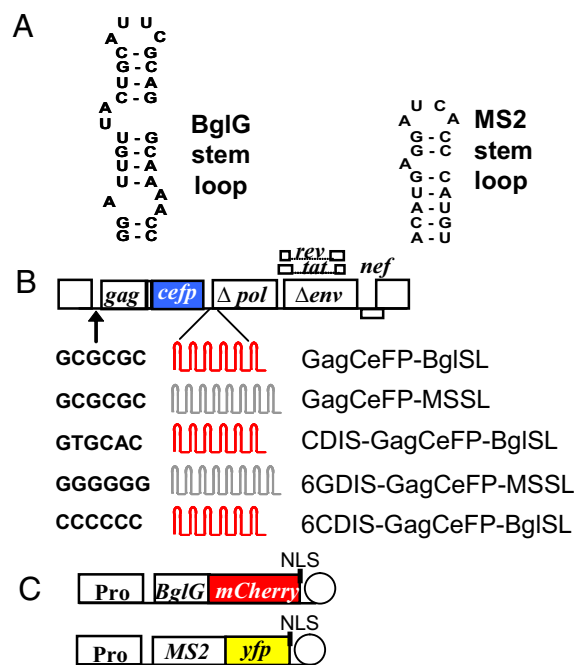 A
U U
A C
C - G
G - C
U - A
C - G
A
U
U - G
G - C
U - A
U - A
A
A A
G - C
G - C
BglG
stem
loop
U C
A A
G - C
G - C
A
G - C
U - A
A - U
C - G
A - U
MS2
stem
loop
B
rev
tat
nef
gag cefp Δ pol Δenv
GCGCGC GagCeFP-BglSL
GCGCGC GagCeFP-MSSL
GTGCAC CDIS-GagCeFP-BglSL
GGGGGG 6GDIS-GagCeFP-MSSL
CCCCCC 6CDIS-GagCeFP-BglSL
C
NLS
Pro BglG mCherry
NLS
Pro MS2 yfp